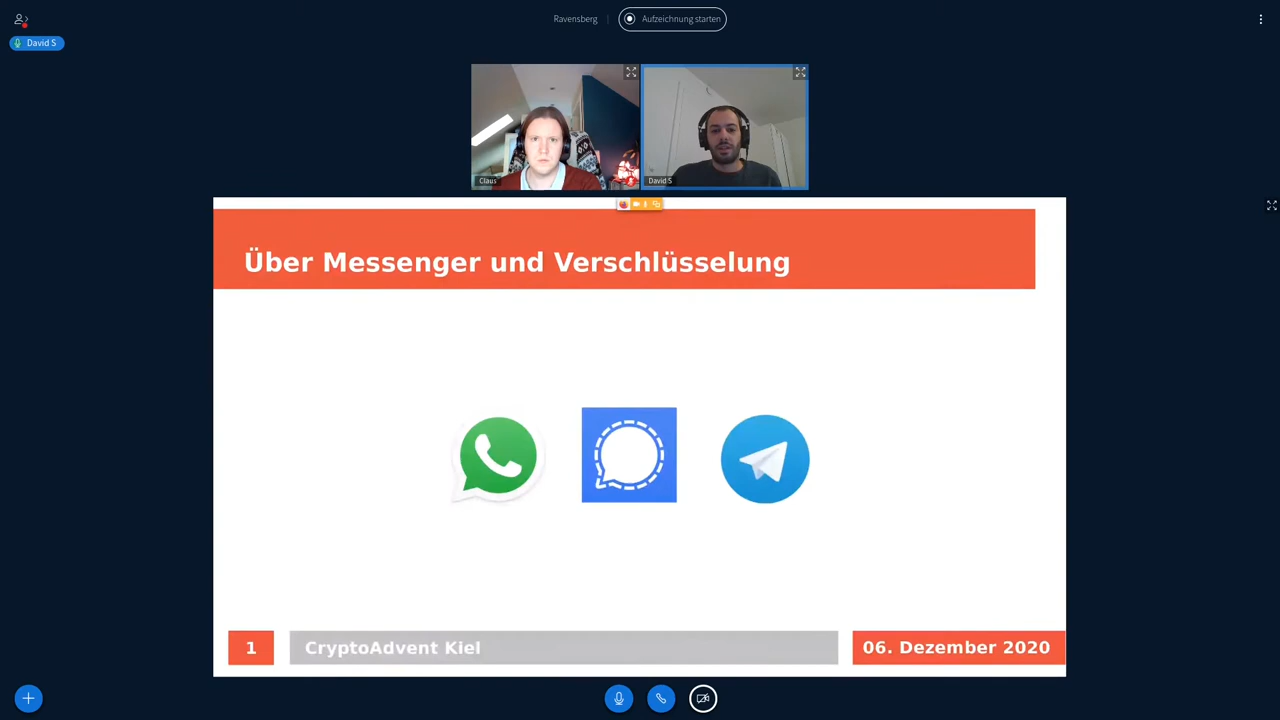 Ravensberg
Aufzeichnung starten
David S
Claus
David S
Über Messenger und Verschlüsselung
1
CryptoAdvent Kiel
06. Dezember 2020